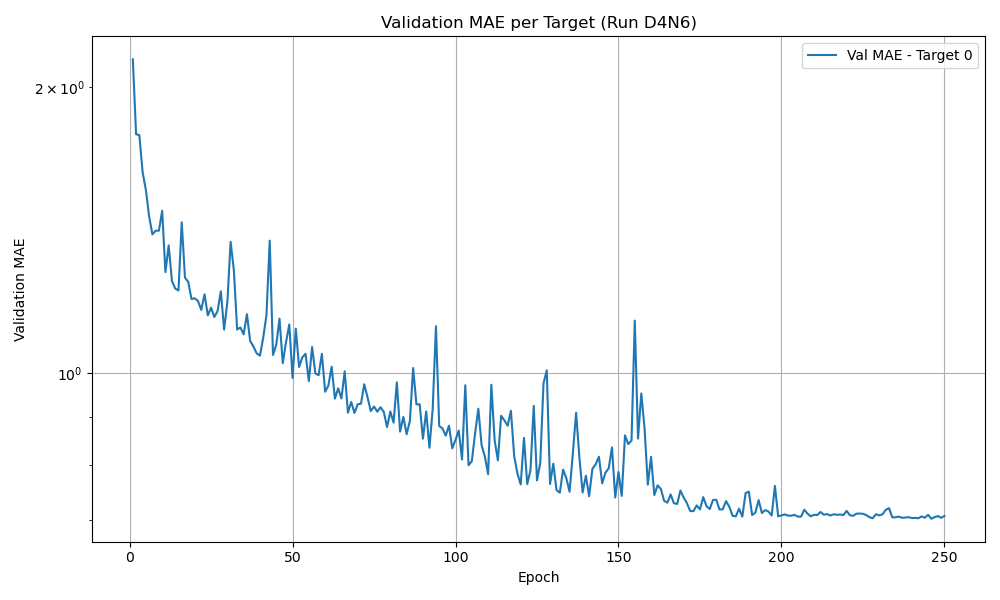 Validation MAE per Target (Run D4N6)
Val MAE - Target 0
2 × 10⁰
10⁰
Validation MAE
0 50 100 150 200 250
Epoch